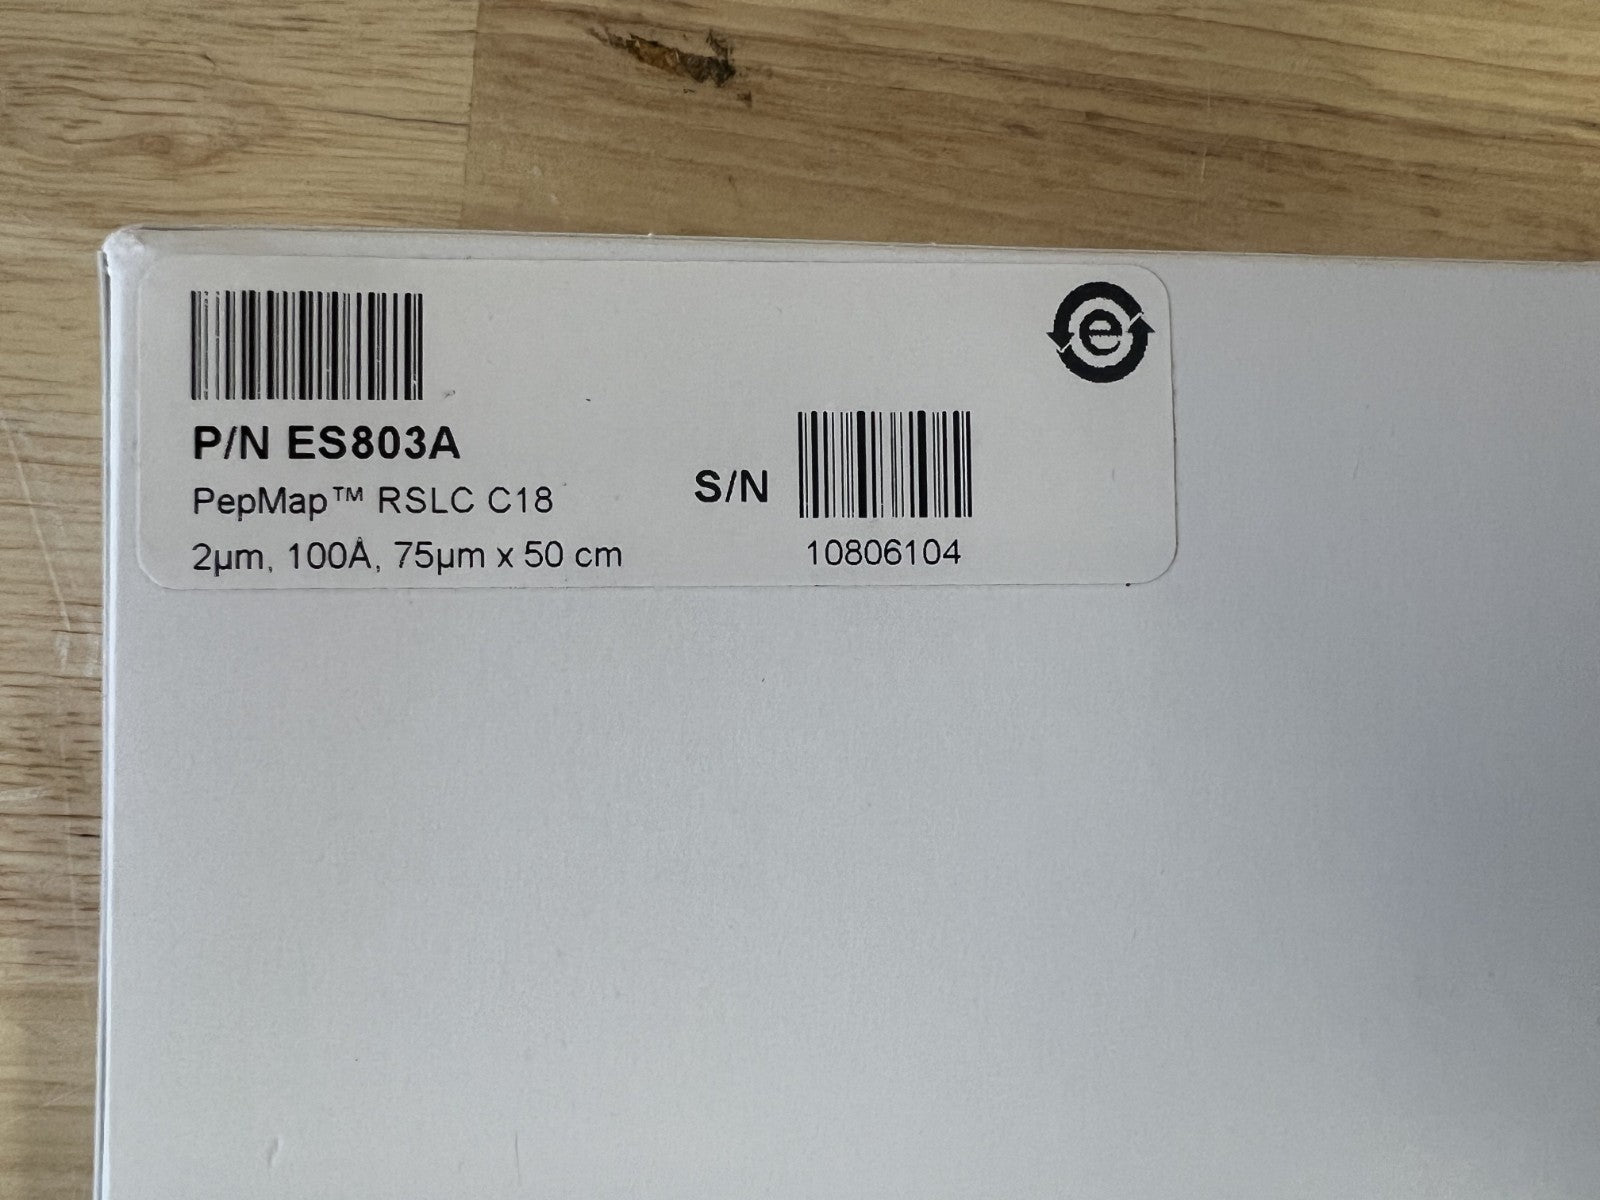 e
P/N ES803A
PepMap™ RSLC C18
2µm, 100Å, 75µm x 50 cm
S/N
10806104